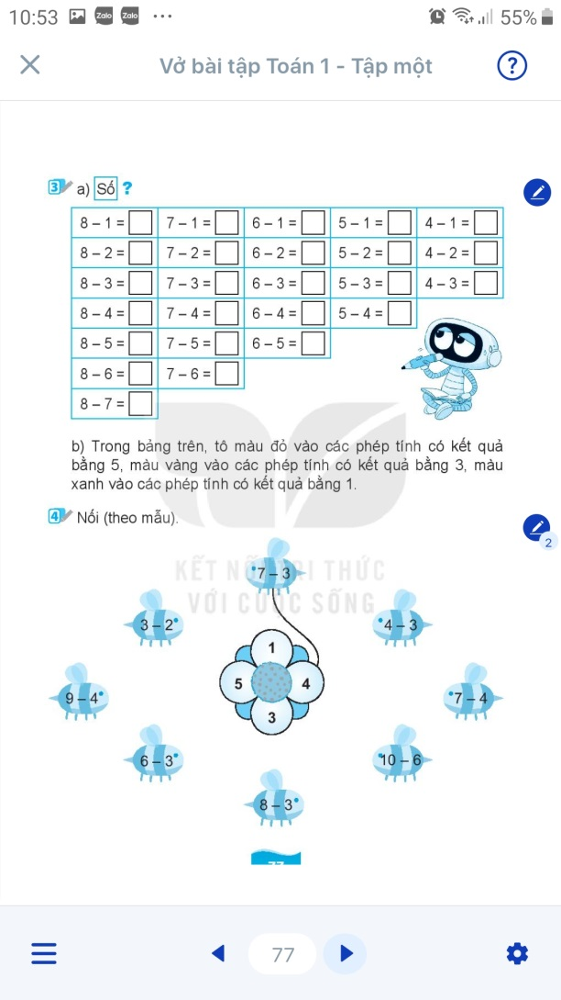 10:53 Zalo Zalo ... 55%
Vở bài tập Toán 1 - Tập một ?
3 a) Số ?
8 – 1 = 7 – 1 = 6 – 1 = 5 – 1 = 4 – 1 =
8 – 2 = 7 – 2 = 6 – 2 = 5 – 2 = 4 – 2 =
8 – 3 = 7 – 3 = 6 – 3 = 5 – 3 = 4 – 3 =
8 – 4 = 7 – 4 = 6 – 4 = 5 – 4 =
8 – 5 = 7 – 5 = 6 – 5 =
8 – 6 = 7 – 6 =
8 – 7 =
b) Trong bảng trên, tô màu đỏ vào các phép tính có kết quả
bằng 5, màu vàng vào các phép tính có kết quả bằng 3, màu
xanh vào các phép tính có kết quả bằng 1.
4 Nối (theo mẫu).
2
KẾT NỐI TRI THỨC
VỚI CUỘC SỐNG
7 – 3
3 – 2 4 – 3
1
9 – 4 5 4 7 – 4
3
6 – 3 10 – 6
8 – 3
77
77